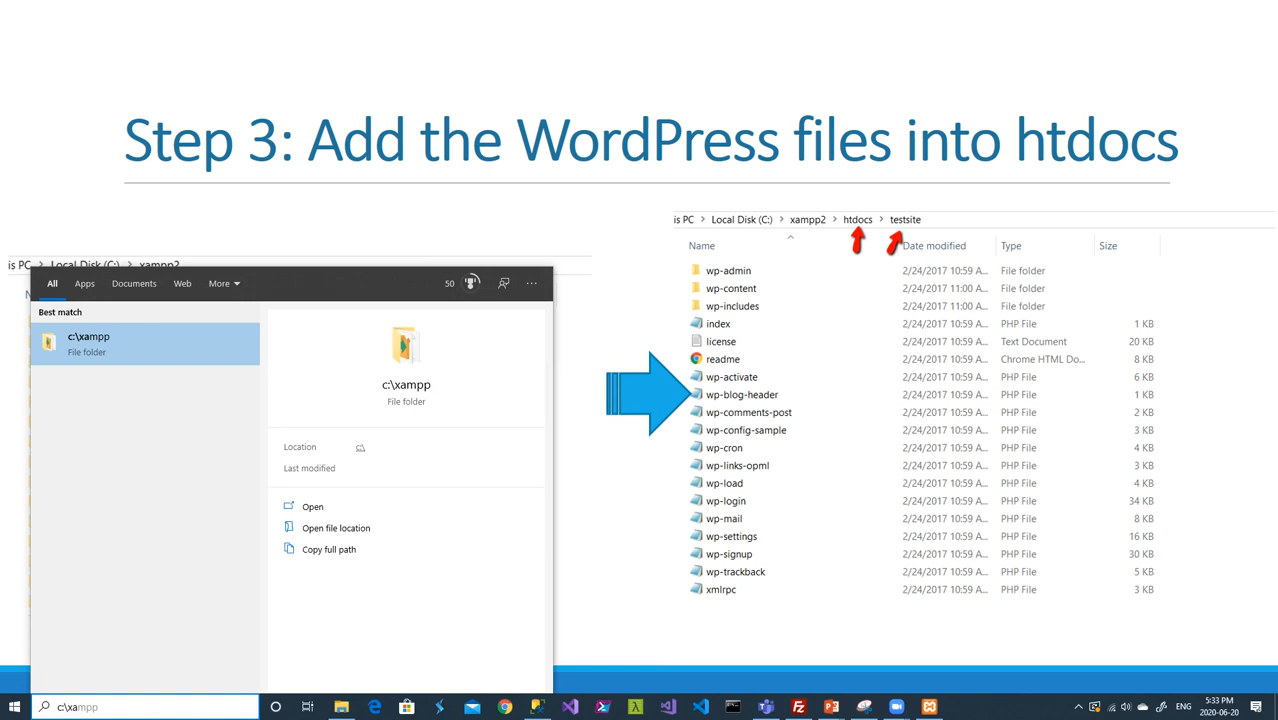 Step 3: Add the WordPress files into htdocs
is PC > Local Disk (C:) > xampp2 > htdocs > testsite
Name Date modified Type Size
wp-admin 2/24/2017 10:59 A... File folder
wp-content 2/24/2017 11:00 A... File folder
wp-includes 2/24/2017 11:00 A... File folder
index 2/24/2017 10:59 A... PHP File 1 KB
license 2/24/2017 10:59 A... Text Document 20 KB
readme 2/24/2017 10:59 A... Chrome HTML Do... 8 KB
wp-activate 2/24/2017 10:59 A... PHP File 6 KB
wp-blog-header 2/24/2017 10:59 A... PHP File 1 KB
wp-comments-post 2/24/2017 10:59 A... PHP File 2 KB
wp-config-sample 2/24/2017 10:59 A... PHP File 3 KB
wp-cron 2/24/2017 10:59 A... PHP File 4 KB
wp-links-opml 2/24/2017 10:59 A... PHP File 3 KB
wp-load 2/24/2017 10:59 A... PHP File 4 KB
wp-login 2/24/2017 10:59 A... PHP File 34 KB
wp-mail 2/24/2017 10:59 A... PHP File 8 KB
wp-settings 2/24/2017 10:59 A... PHP File 16 KB
wp-signup 2/24/2017 10:59 A... PHP File 30 KB
wp-trackback 2/24/2017 10:59 A... PHP File 5 KB
xmlrpc 2/24/2017 10:59 A... PHP File 3 KB
is PC > Local Disk (C:) > xampp2
All Apps Documents Web More 50 ...
Best match
c:\xampp
File folder
c:\xampp
File folder
Location c:\
Last modified
Open
Open file location
Copy full path
c:\xampp
ENG 5:33 PM
2020-06-20